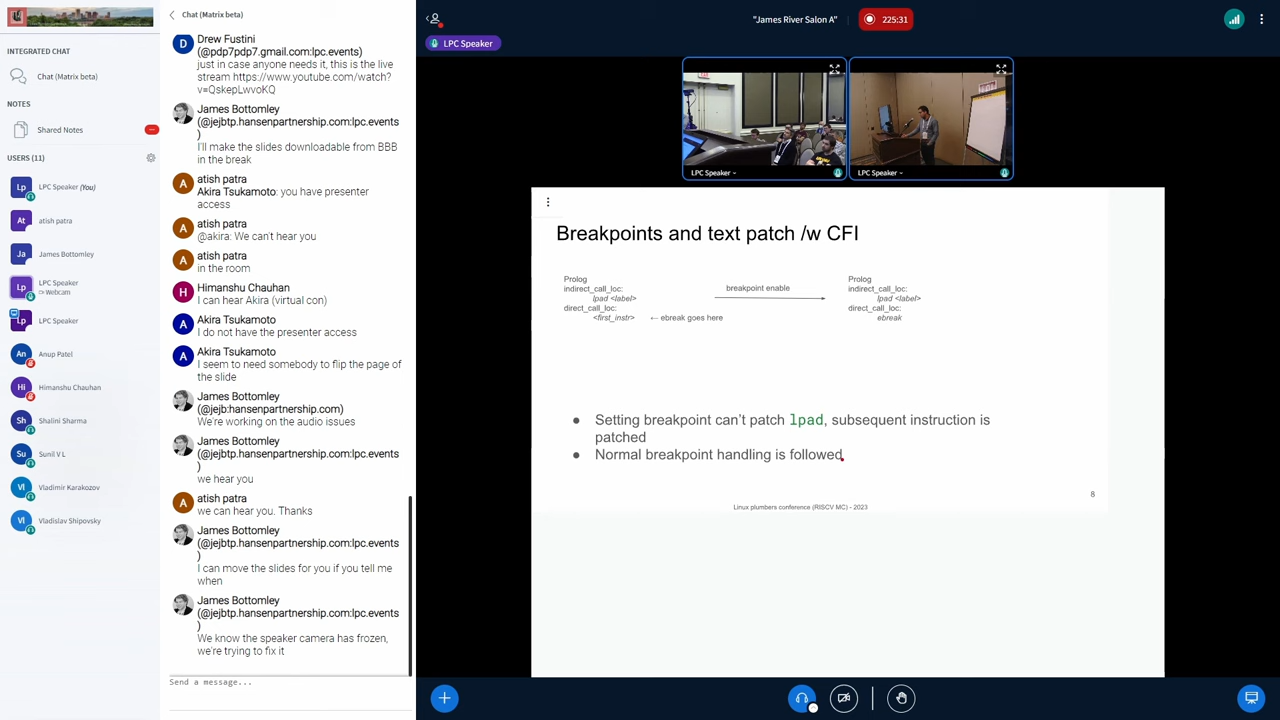 INTEGRATED CHAT
Chat (Matrix beta)
NOTES
Shared Notes
USERS (11)
Lp LPC Speaker (You)
At atish patra
Ja James Bottomley
Lp LPC Speaker
Webcam
Lp LPC Speaker
An Anup Patel
Hi Himanshu Chauhan
Sh Shalini Sharma
Su Sunil V L
Vl Vladimir Karakozov
Vl Vladislav Shipovsky
Chat (Matrix beta)
D Drew Fustini
(@pdp7pdp7.gmail.com:lpc.events)
just in case anyone needs it, this is the live
stream https://www.youtube.com/watch?
v=QskepLwvoKQ
James Bottomley
(@jejbtp.hansenpartnership.com:lpc.events
)
I'll make the slides downloadable from BBB
in the break
A atish patra
Akira Tsukamoto: you have presenter
access
A atish patra
@akira: We can't hear you
A atish patra
in the room
H Himanshu Chauhan
I can hear Akira (virtual con)
A Akira Tsukamoto
I do not have the presenter access
A Akira Tsukamoto
I seem to need somebody to flip the page of
the slide
James Bottomley
(@jejb:hansenpartnership.com)
We're working on the audio issues
James Bottomley
(@jejbtp.hansenpartnership.com:lpc.events
)
we hear you
A atish patra
we can hear you. Thanks
James Bottomley
(@jejbtp.hansenpartnership.com:lpc.events
)
I can move the slides for you if you tell me
when
James Bottomley
(@jejbtp.hansenpartnership.com:lpc.events
)
We know the speaker camera has frozen,
we're trying to fix it
Send a message...
"James River Salon A"
225:31
LPC Speaker
LPC Speaker
LPC Speaker
Breakpoints and text patch /w CFI
Prolog
indirect_call_loc:
lpad <label>
direct_call_loc:
<first_instr> ← ebreak goes here
breakpoint enable
Prolog
indirect_call_loc:
lpad <label>
direct_call_loc:
ebreak
● Setting breakpoint can't patch lpad, subsequent instruction is
patched
● Normal breakpoint handling is followed
8
Linux plumbers conference (RISCV MC) - 2023